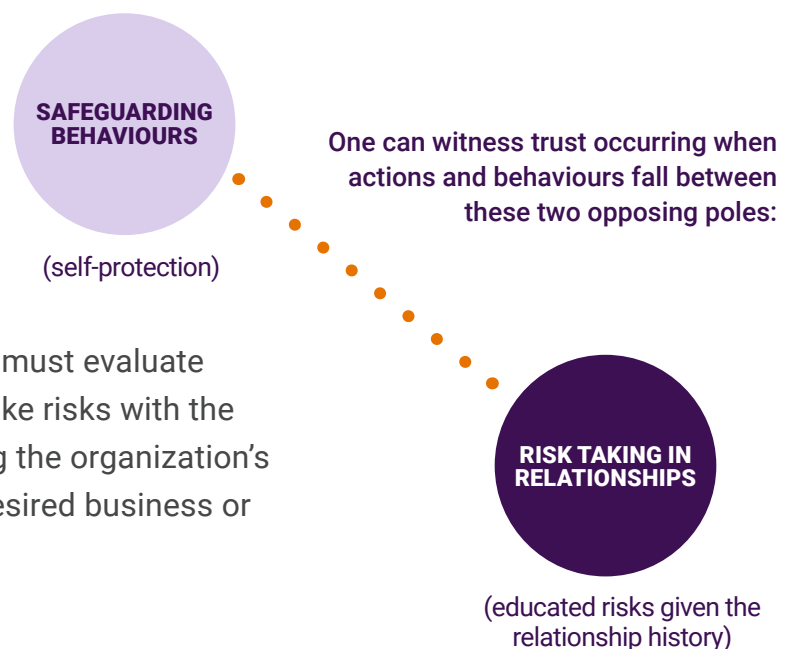 SAFEGUARDING
BEHAVIOURS
(self-protection)
One can witness trust occurring when
actions and behaviours fall between
these two opposing poles:
must evaluate
ke risks with the
g the organization's
esired business or
RISK TAKING IN
RELATIONSHIPS
(educated risks given the
relationship history)